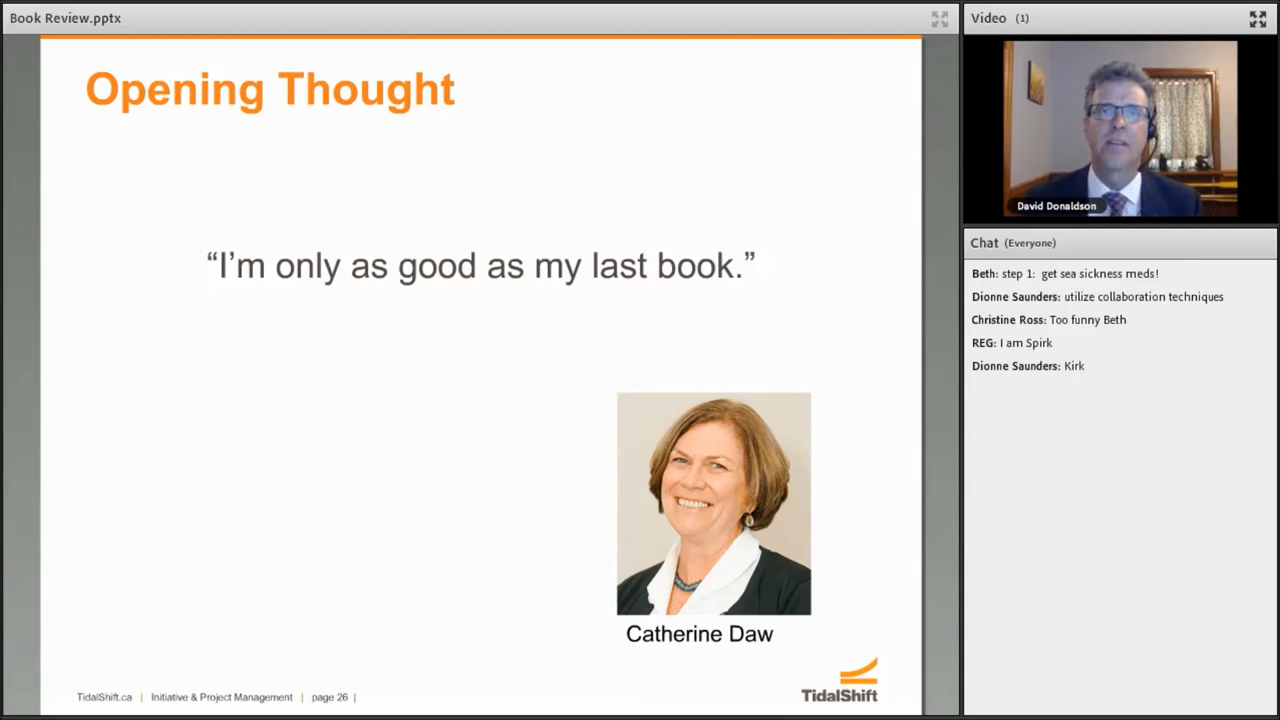 Book Review.pptx
Opening Thought
“I’m only as good as my last book.”
Catherine Daw
TidalShift
TidalShift.ca | Initiative & Project Management | page 26 |
Video (1)
David Donaldson
Chat (Everyone)
Beth: step 1: get sea sickness meds!
Dionne Saunders: utilize collaboration techniques
Christine Ross: Too funny Beth
REG: I am Spirk
Dionne Saunders: Kirk